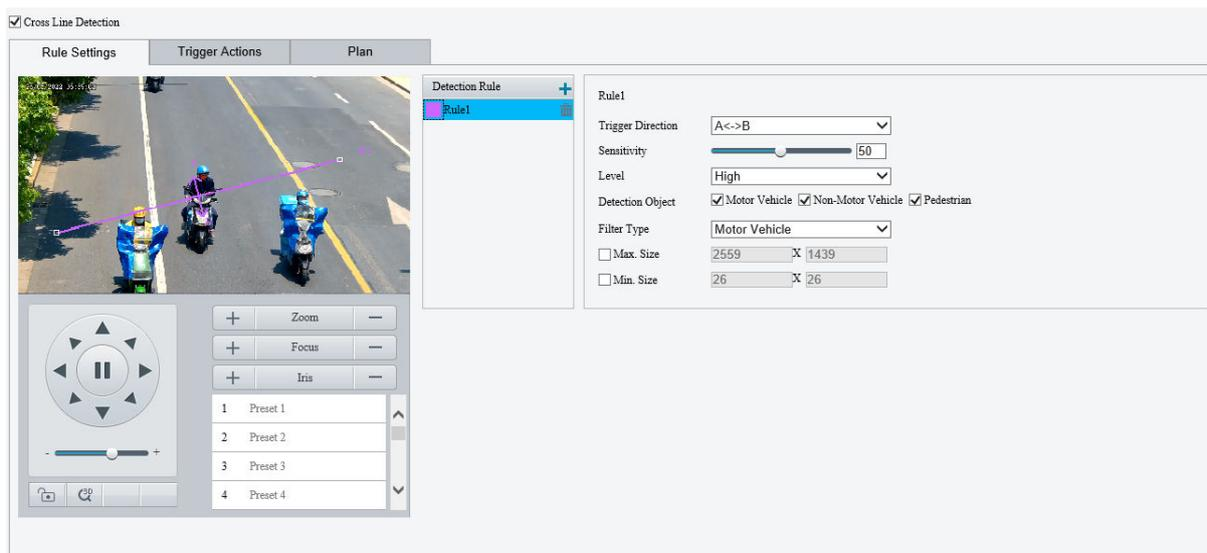 Cross Line Detection
Rule Settings
Trigger Actions
Plan
Detection Rule
Rule1
Rule1
Trigger Direction A<->B
Sensitivity 50
Level High
Detection Object Motor Vehicle Non-Motor Vehicle Pedestrian
Filter Type Motor Vehicle
Max. Size 2559 X 1439
Min. Size 26 X 26
+ Zoom −
+ Focus −
+ Iris −
1 Preset 1
2 Preset 2
3 Preset 3
4 Preset 4
- +
3D